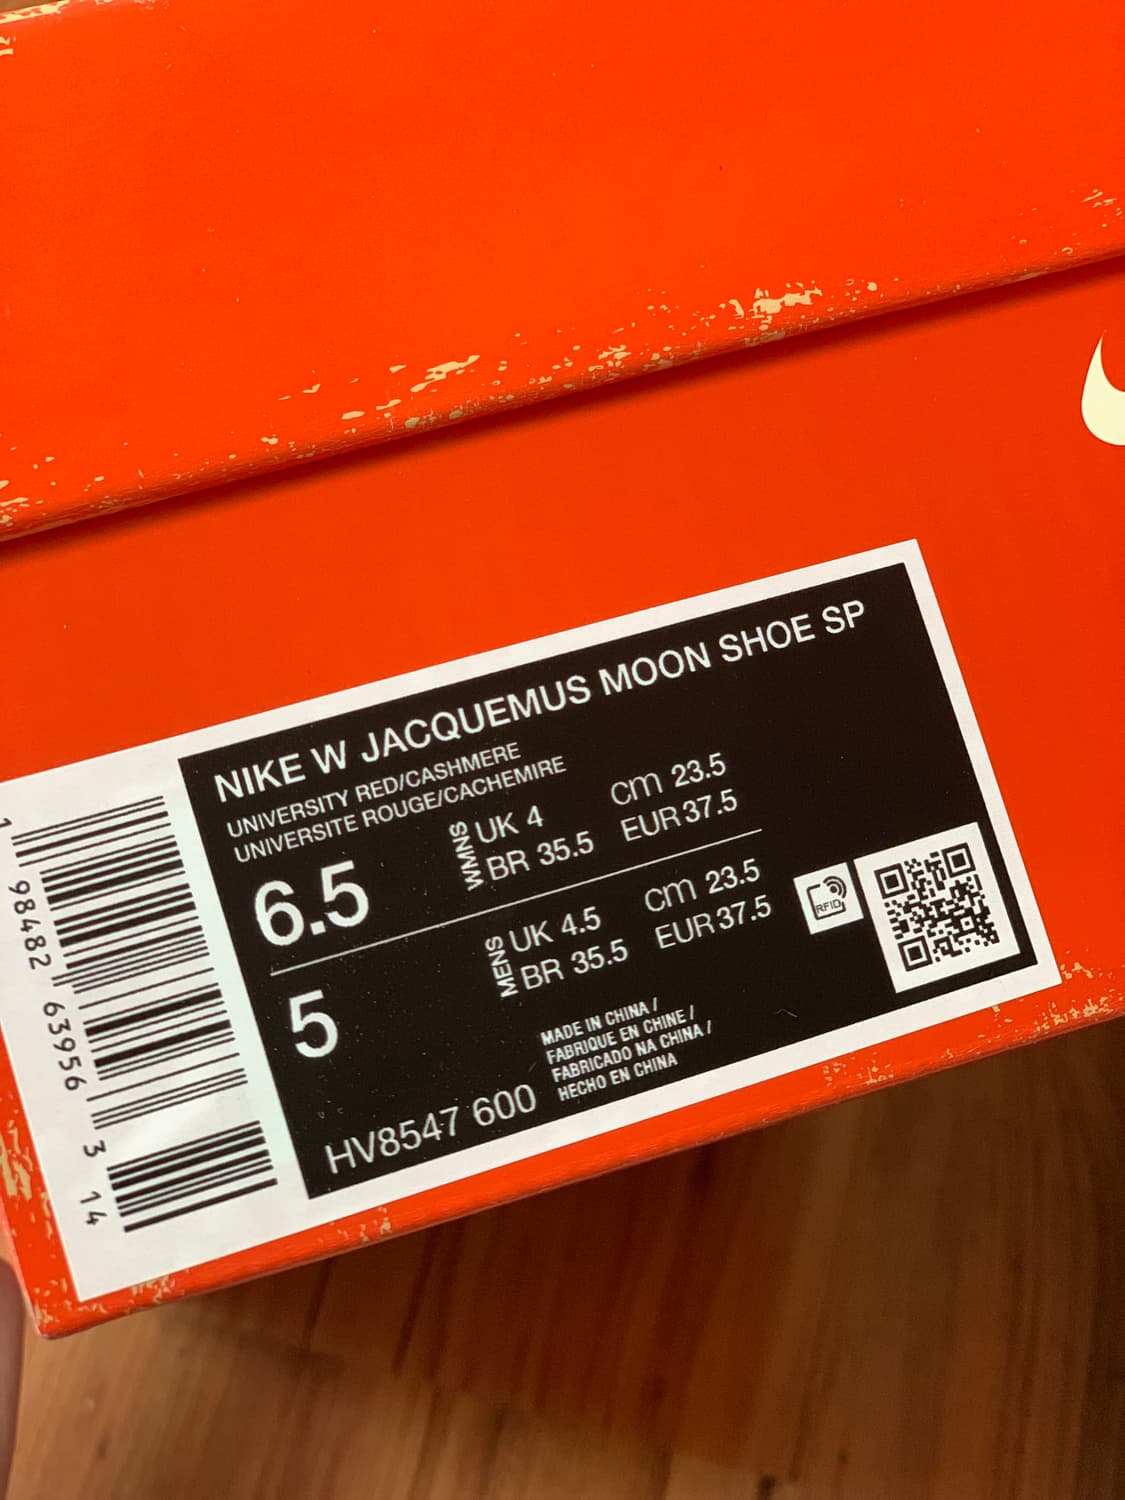 NIKE W JACQUEMUS MOON SHOE SP
UNIVERSITY RED/CASHMERE
UNIVERSITE ROUGE/CACHEMIRE
6.5
WMNS
UK 4
cm 23.5
BR 35.5
EUR 37.5
5
MENS
UK 4.5
cm 23.5
BR 35.5
EUR 37.5
RFID
MADE IN CHINA /
FABRIQUE EN CHINE /
FABRICADO NA CHINA /
HECHO EN CHINA
HV8547 600
1 98482 63956 3 14